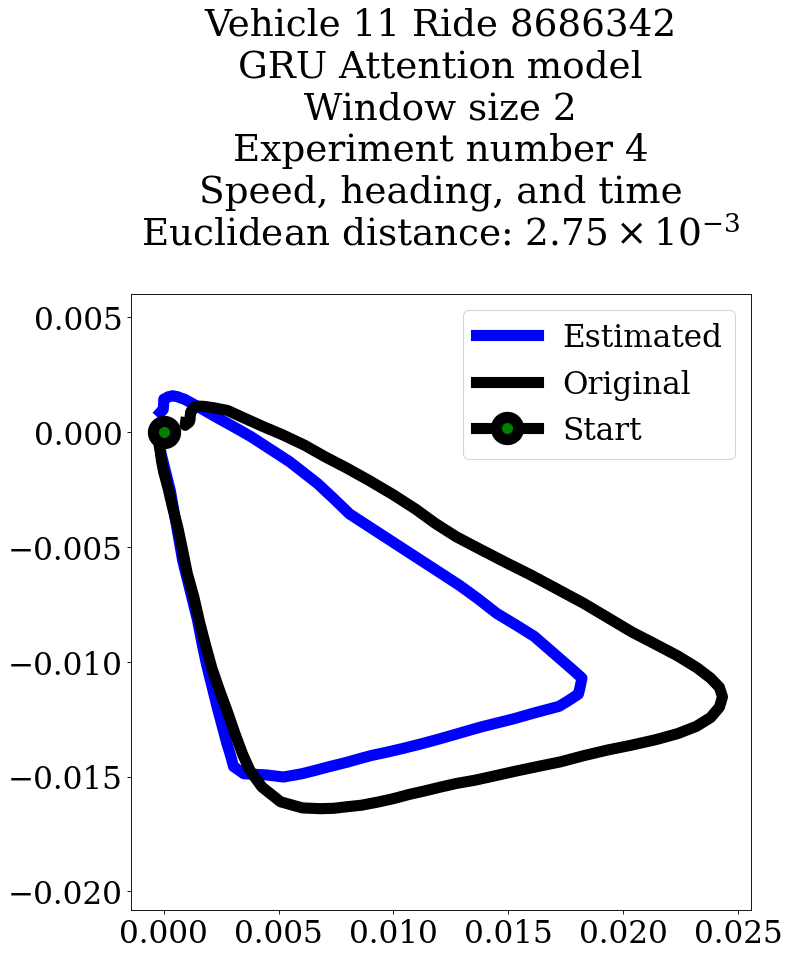 Vehicle 11 Ride 8686342
GRU Attention model
Window size 2
Experiment number 4
Speed, heading, and time
Euclidean distance: 2.75 × 10⁻³
Estimated
Original
Start
0.005
0.000
−0.005
−0.010
−0.015
−0.020
0.000 0.005 0.010 0.015 0.020 0.025